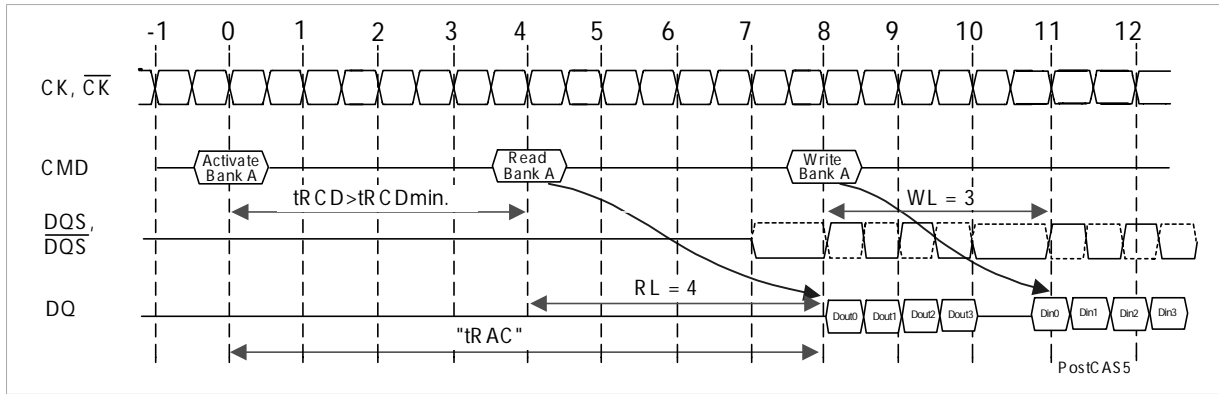 -1 0 1 2 3 4 5 6 7 8 9 10 11 12
CK, CK
CMD
Activate
Bank A
Read
Bank A
Write
Bank A
tRCD>tRCDmin.
WL = 3
DQS,
DQS
RL = 4
DQ
Dout0 Dout1 Dout2 Dout3
Din0 Din1 Din2 Din3
"tRAC"
PostCAS5